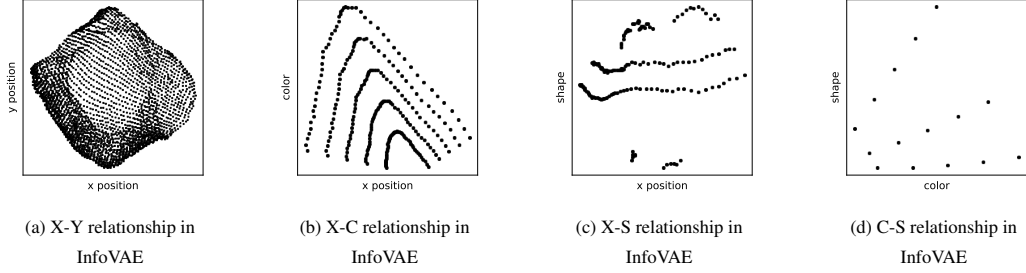 y position
x position
color
x position
shape
x position
shape
color
(a) X-Y relationship in
InfoVAE
(b) X-C relationship in
InfoVAE
(c) X-S relationship in
InfoVAE
(d) C-S relationship in
InfoVAE